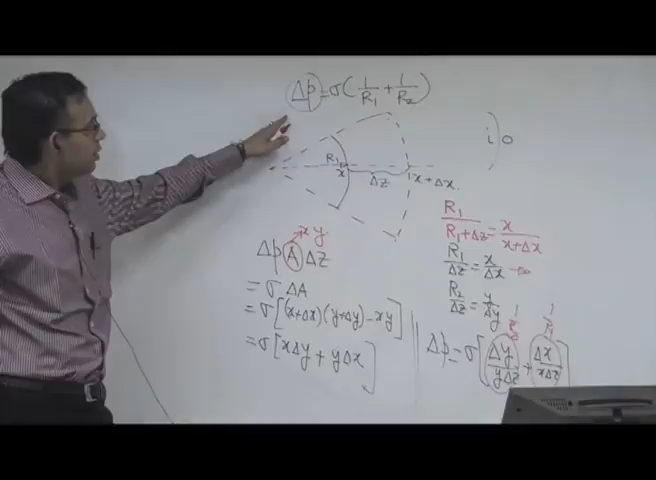 Δp = σ(1/R1 + 1/R2)
i)o
R1
x
Δz
x + Δx
R1/(R1+Δz) = x/(x+Δx)
R1/Δz = x/Δx
R2/Δz = y/Δy
xy
Δp A Δz
= σ ΔA
= σ[(x+Δx)(y+Δy) - xy]
= σ[xΔy + yΔx]
Δp = σ[Δy/yΔz + Δx/xΔz]